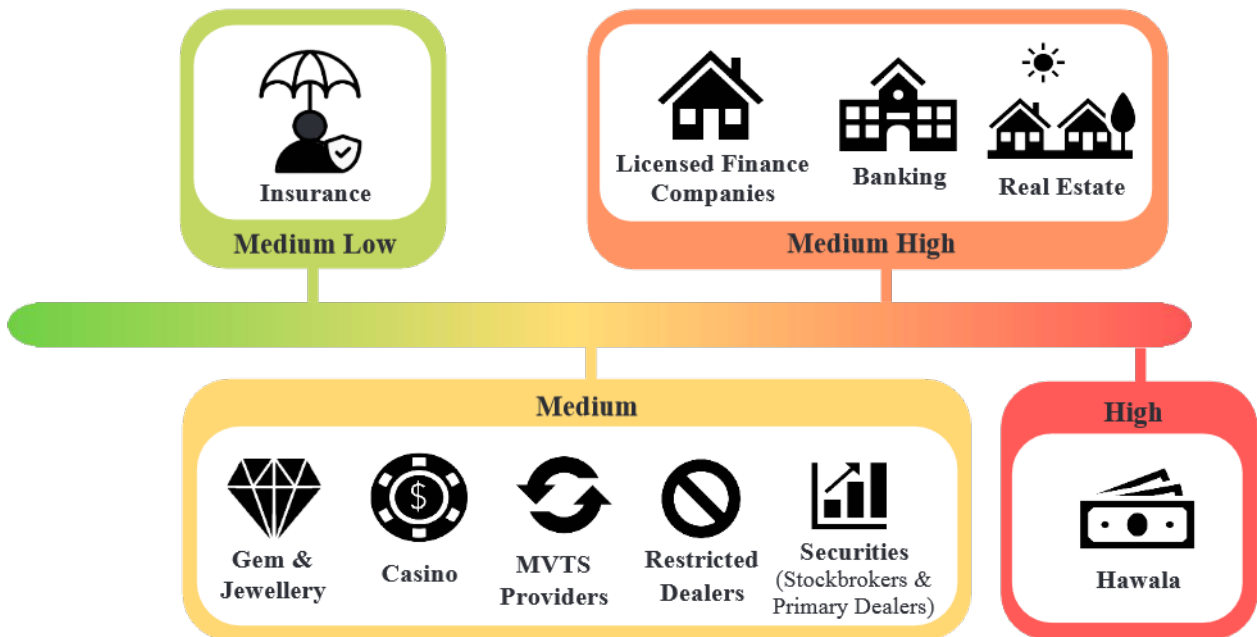 Insurance
Medium Low
Licensed Finance
Companies
Banking
Real Estate
Medium High
Medium
Gem &
Jewellery
$
Casino
MVTS
Providers
Restricted
Dealers
Securities
(Stockbrokers &
Primary Dealers)
High
Hawala